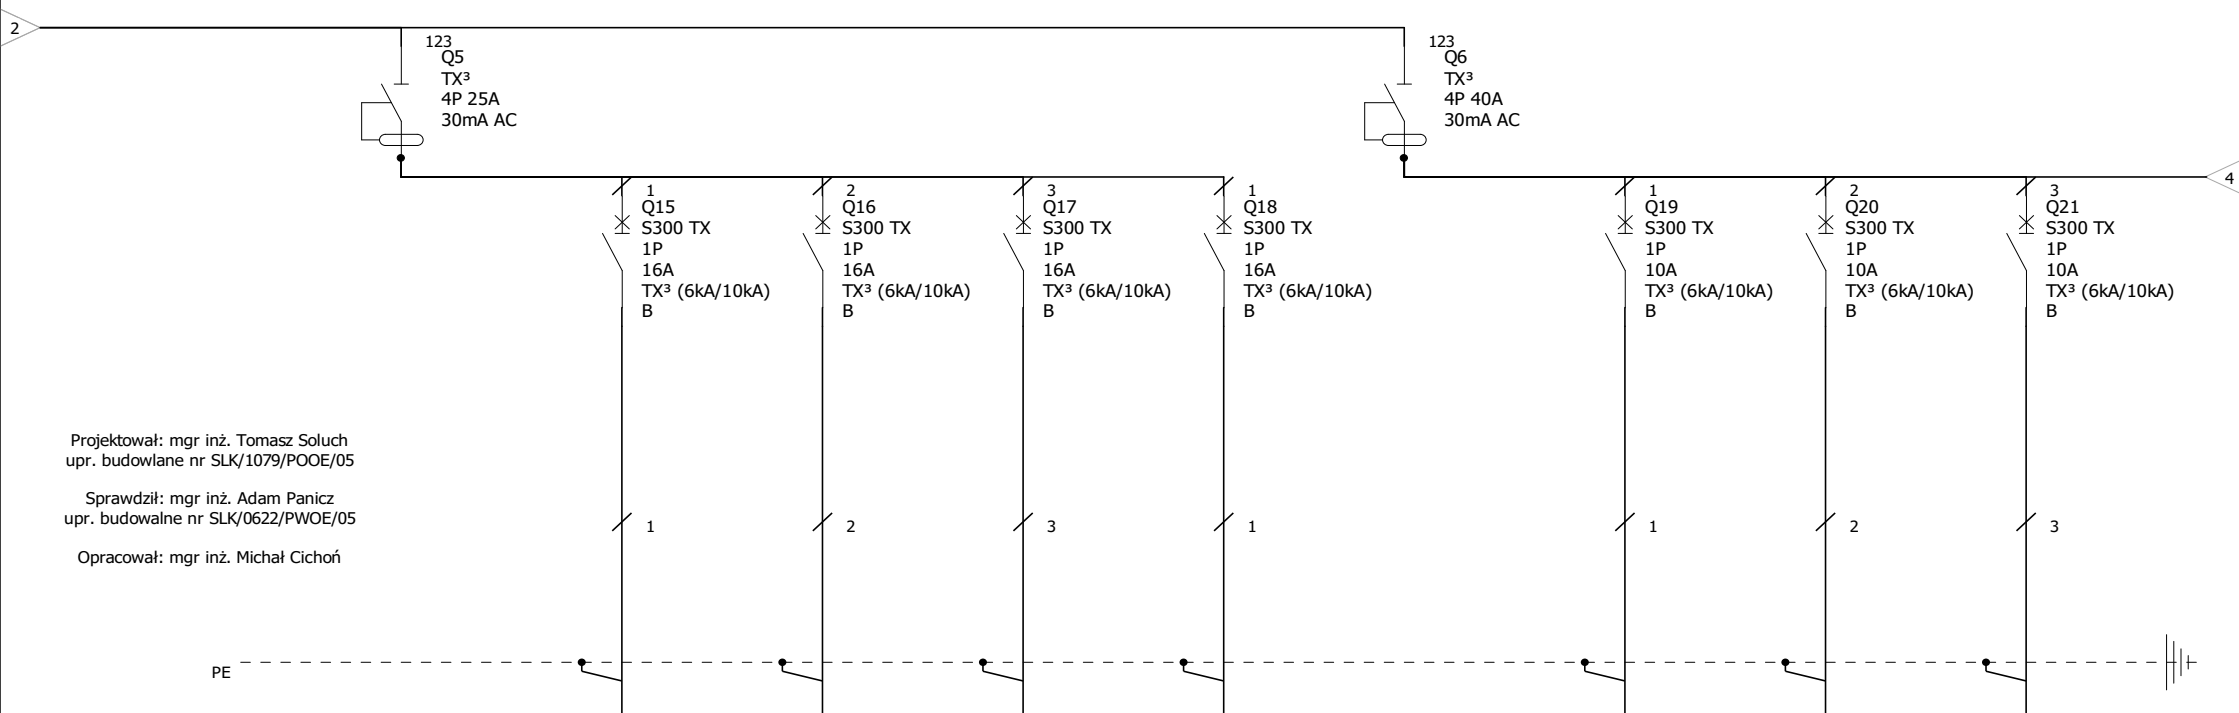 2
123
Q5
TX³
4P 25A
30mA AC
123
Q6
TX³
4P 40A
30mA AC
4
1
Q15
S300 TX
1P
16A
TX³ (6kA/10kA)
B
2
Q16
S300 TX
1P
16A
TX³ (6kA/10kA)
B
3
Q17
S300 TX
1P
16A
TX³ (6kA/10kA)
B
1
Q18
S300 TX
1P
16A
TX³ (6kA/10kA)
B
1
Q19
S300 TX
1P
10A
TX³ (6kA/10kA)
B
2
Q20
S300 TX
1P
10A
TX³ (6kA/10kA)
B
3
Q21
S300 TX
1P
10A
TX³ (6kA/10kA)
B
Projektował: mgr inż. Tomasz Soluch
upr. budowlane nr SLK/1079/POOE/05
Sprawdził: mgr inż. Adam Panicz
upr. budowalne nr SLK/0622/PWOE/05
Opracował: mgr inż. Michał Cichoń
1
2
3
1
1
2
3
PE